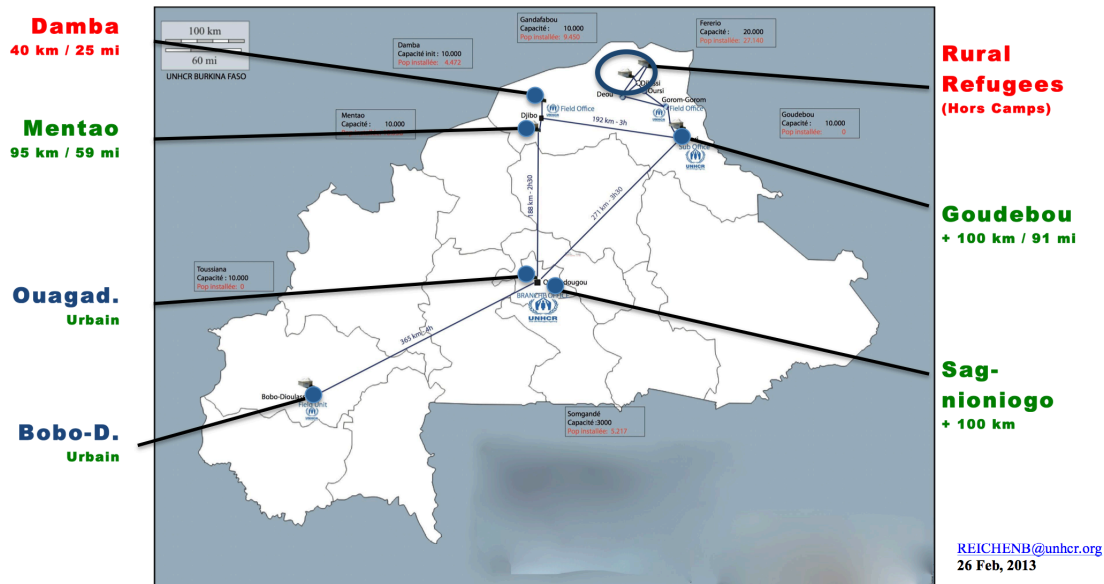 Damba
40 km / 25 mi
Mentao
95 km / 59 mi
Ouagad.
Urbain
Bobo-D.
Urbain
100 km
60 mi
UNHCR BURKINA FASO
Gandafabou
Capacité : 10.000
Pop Installée: 9.450
Fererio
Capacité : 20.000
Pop Installée: 27.140
Damba
Capacité init : 10.000
Pop Installée: 4,472
Mentao
Capacité : 10.000
Goudebou
Capacité : 10.000
Pop Installée: 0
Deou
Oursi
Gorom-Gorom
Field Office
Field Office
Djibo
192 km - 3h
Sub Office
UNHCR
188 km - 2h30
271 km - 3h30
Toussiana
Capacité : 10.000
Pop Installée: 0
BRANCHE OFFICE
UNHCR
365 km - 4h
Field Unit
Somgandé
Capacité :3000
Pop Installée: 5.217
Rural
Refugees
(Hors Camps)
Goudebou
+ 100 km / 91 mi
Sag-
nioniogo
+ 100 km
REICHENB@unhcr.org
26 Feb, 2013